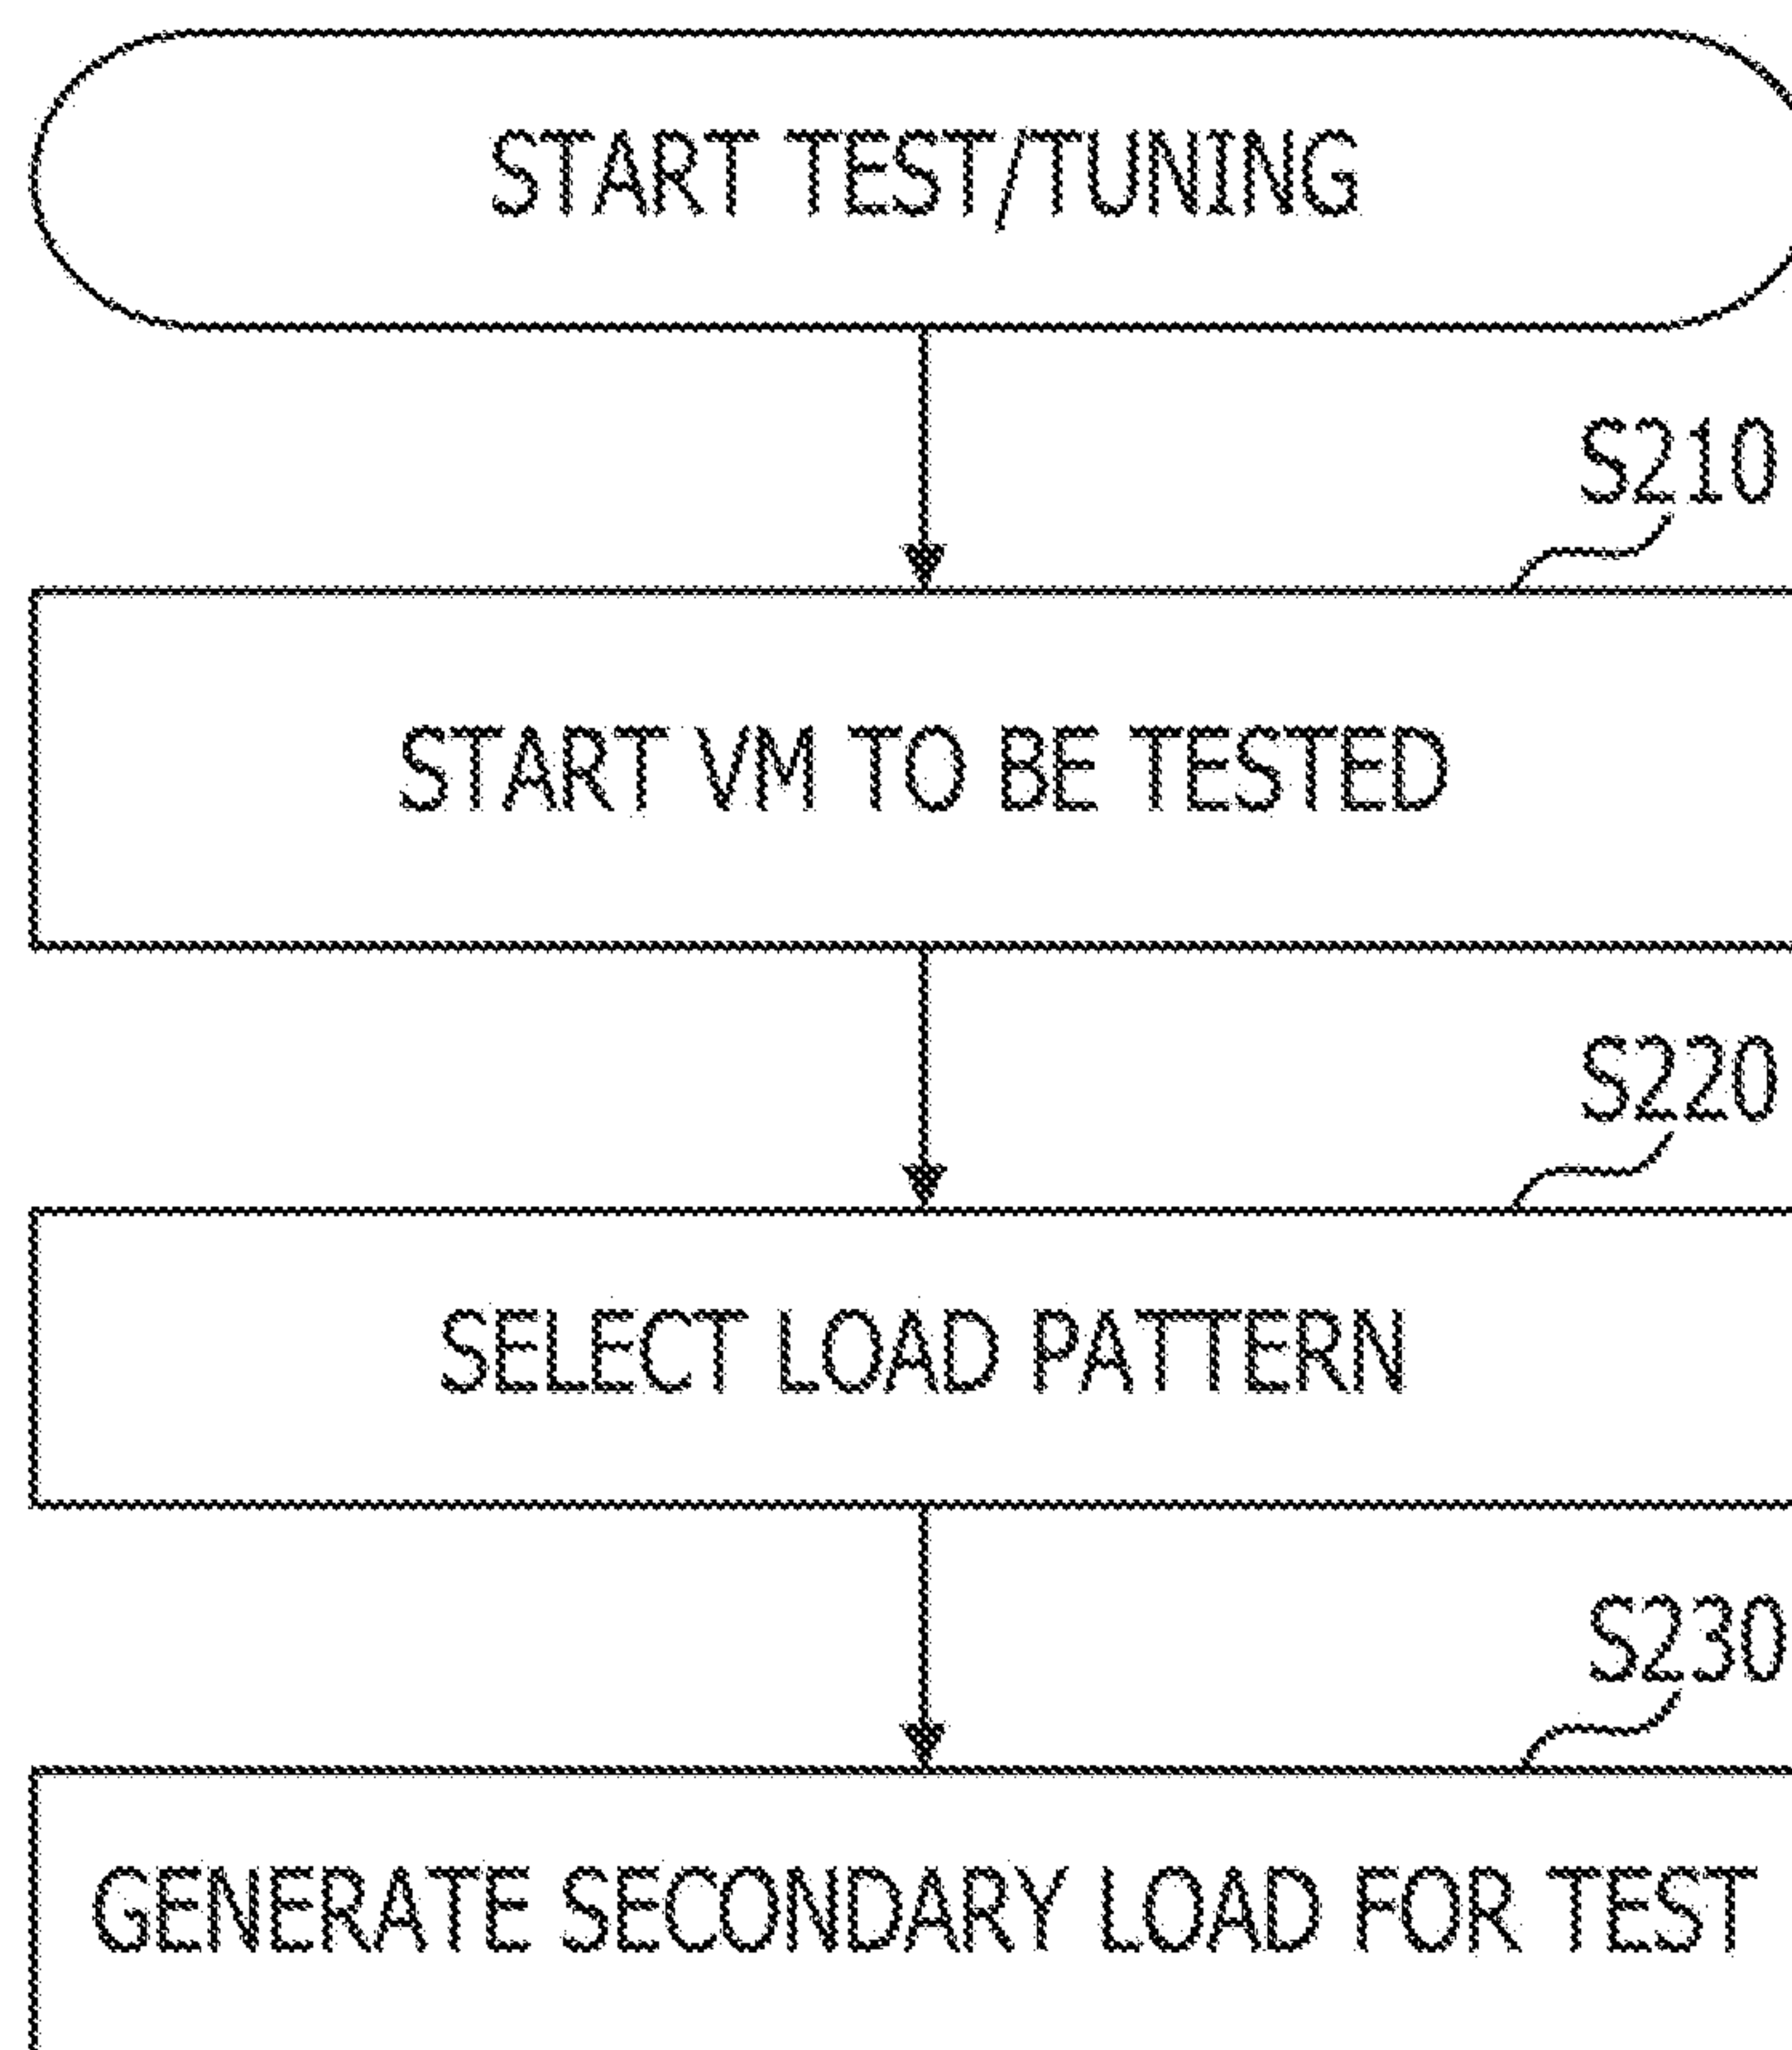 START TEST/TUNING
S210
START VM TO BE TESTED
S220
SELECT LOAD PATTERN
S230
GENERATE SECONDARY LOAD FOR TEST